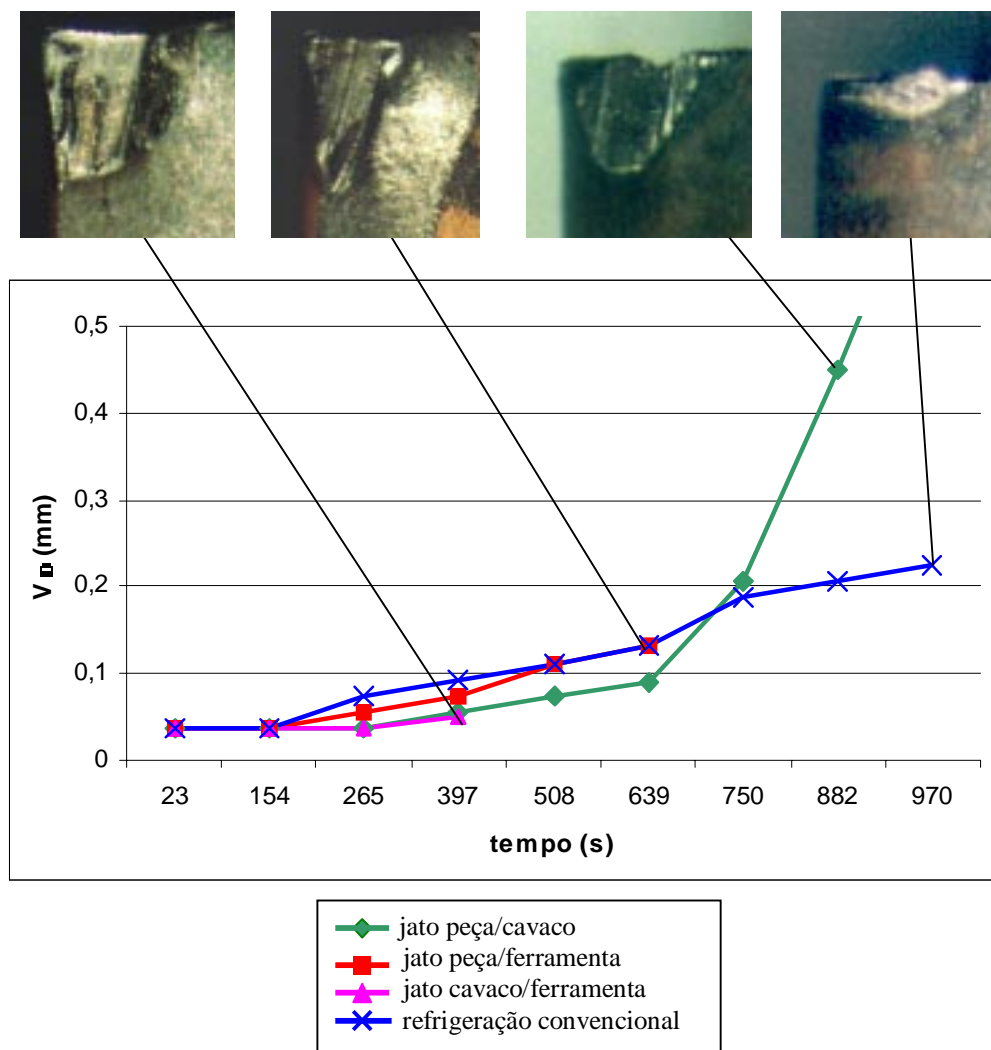 0,5
0,4
0,3
0,2
0,1
0
(mm)
23 154 265 397 508 639 750 882 970
tempo (s)
jato peça/cavaco
jato peça/ferramenta
jato cavaco/ferramenta
refrigeração convencional